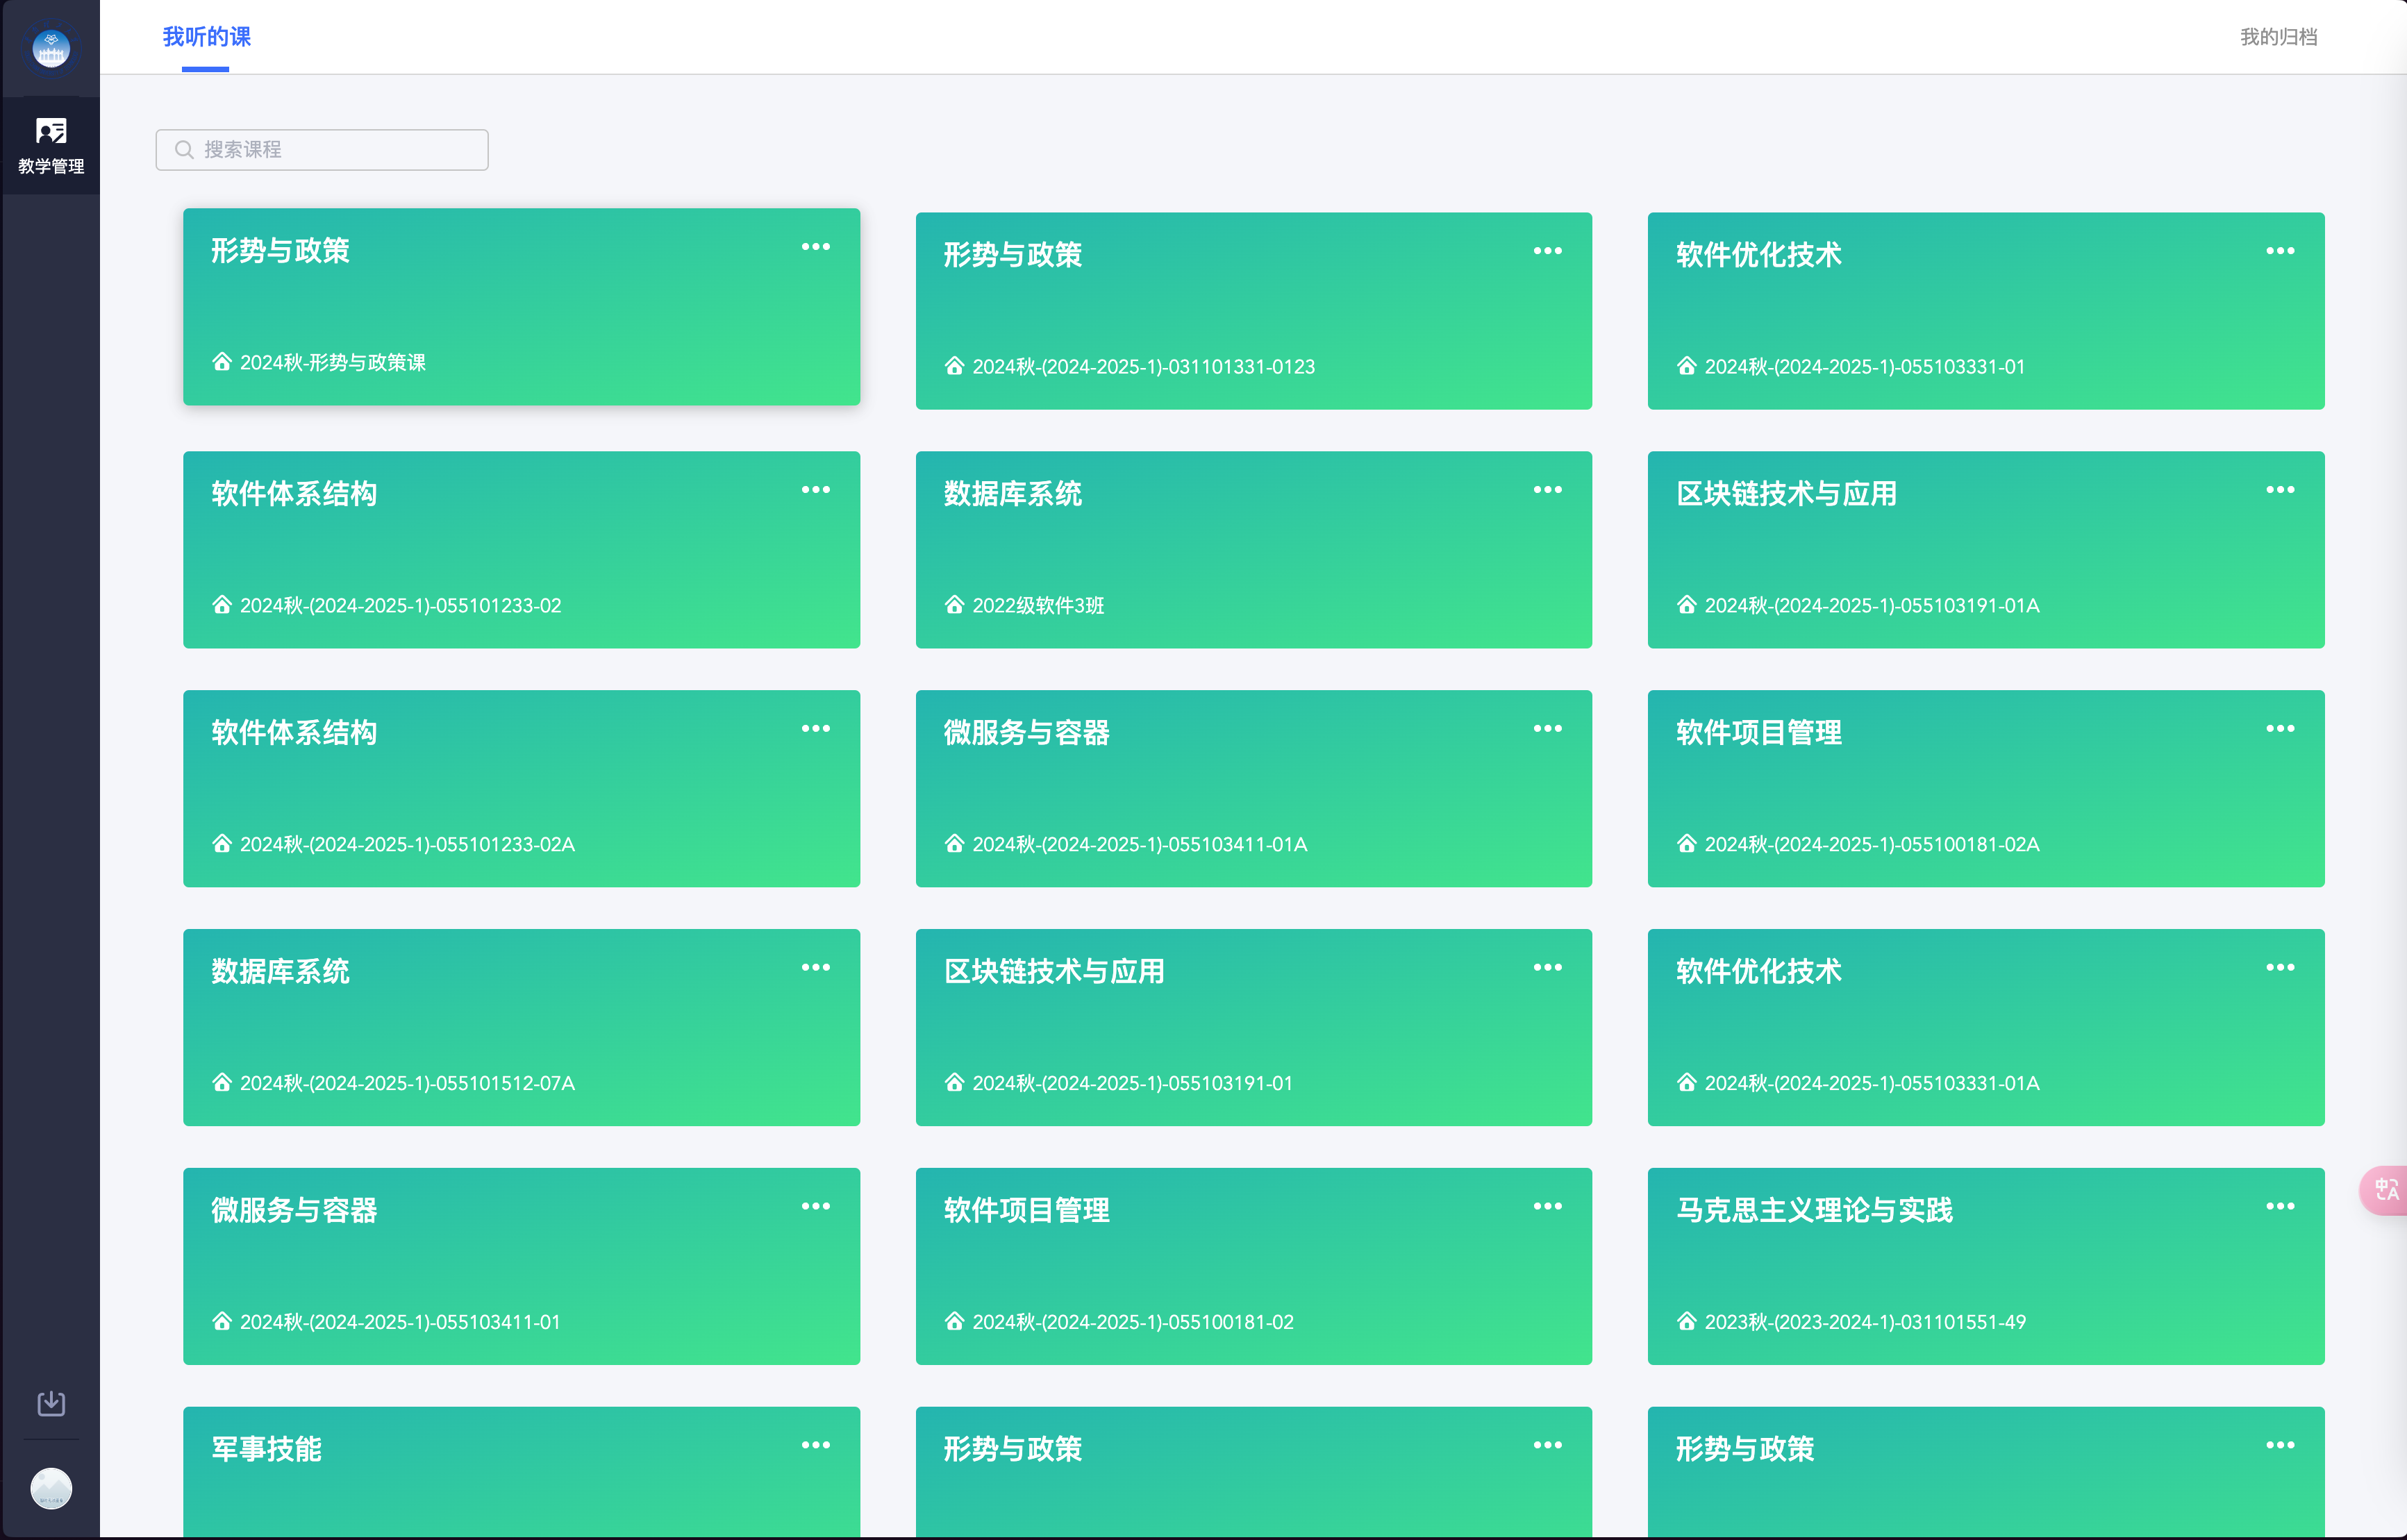 我听的课
我的归档
教学管理
搜索课程
形势与政策
2024秋-形势与政策课
形势与政策
2024秋-(2024-2025-1)-031101331-0123
软件优化技术
2024秋-(2024-2025-1)-055103331-01
软件体系结构
2024秋-(2024-2025-1)-055101233-02
数据库系统
2022级软件3班
区块链技术与应用
2024秋-(2024-2025-1)-055103191-01A
软件体系结构
2024秋-(2024-2025-1)-055101233-02A
微服务与容器
2024秋-(2024-2025-1)-055103411-01A
软件项目管理
2024秋-(2024-2025-1)-055100181-02A
数据库系统
2024秋-(2024-2025-1)-055101512-07A
区块链技术与应用
2024秋-(2024-2025-1)-055103191-01
软件优化技术
2024秋-(2024-2025-1)-055103331-01A
微服务与容器
2024秋-(2024-2025-1)-055103411-01
软件项目管理
2024秋-(2024-2025-1)-055100181-02
马克思主义理论与实践
2023秋-(2023-2024-1)-031101551-49
中A
军事技能
形势与政策
形势与政策